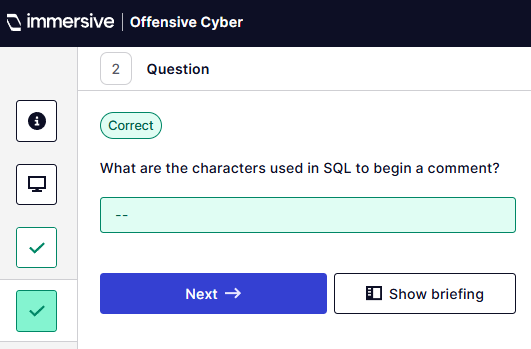 immersive | Offensive Cyber
2 Question
Correct
What are the characters used in SQL to begin a comment?
--
Next →
Show briefing